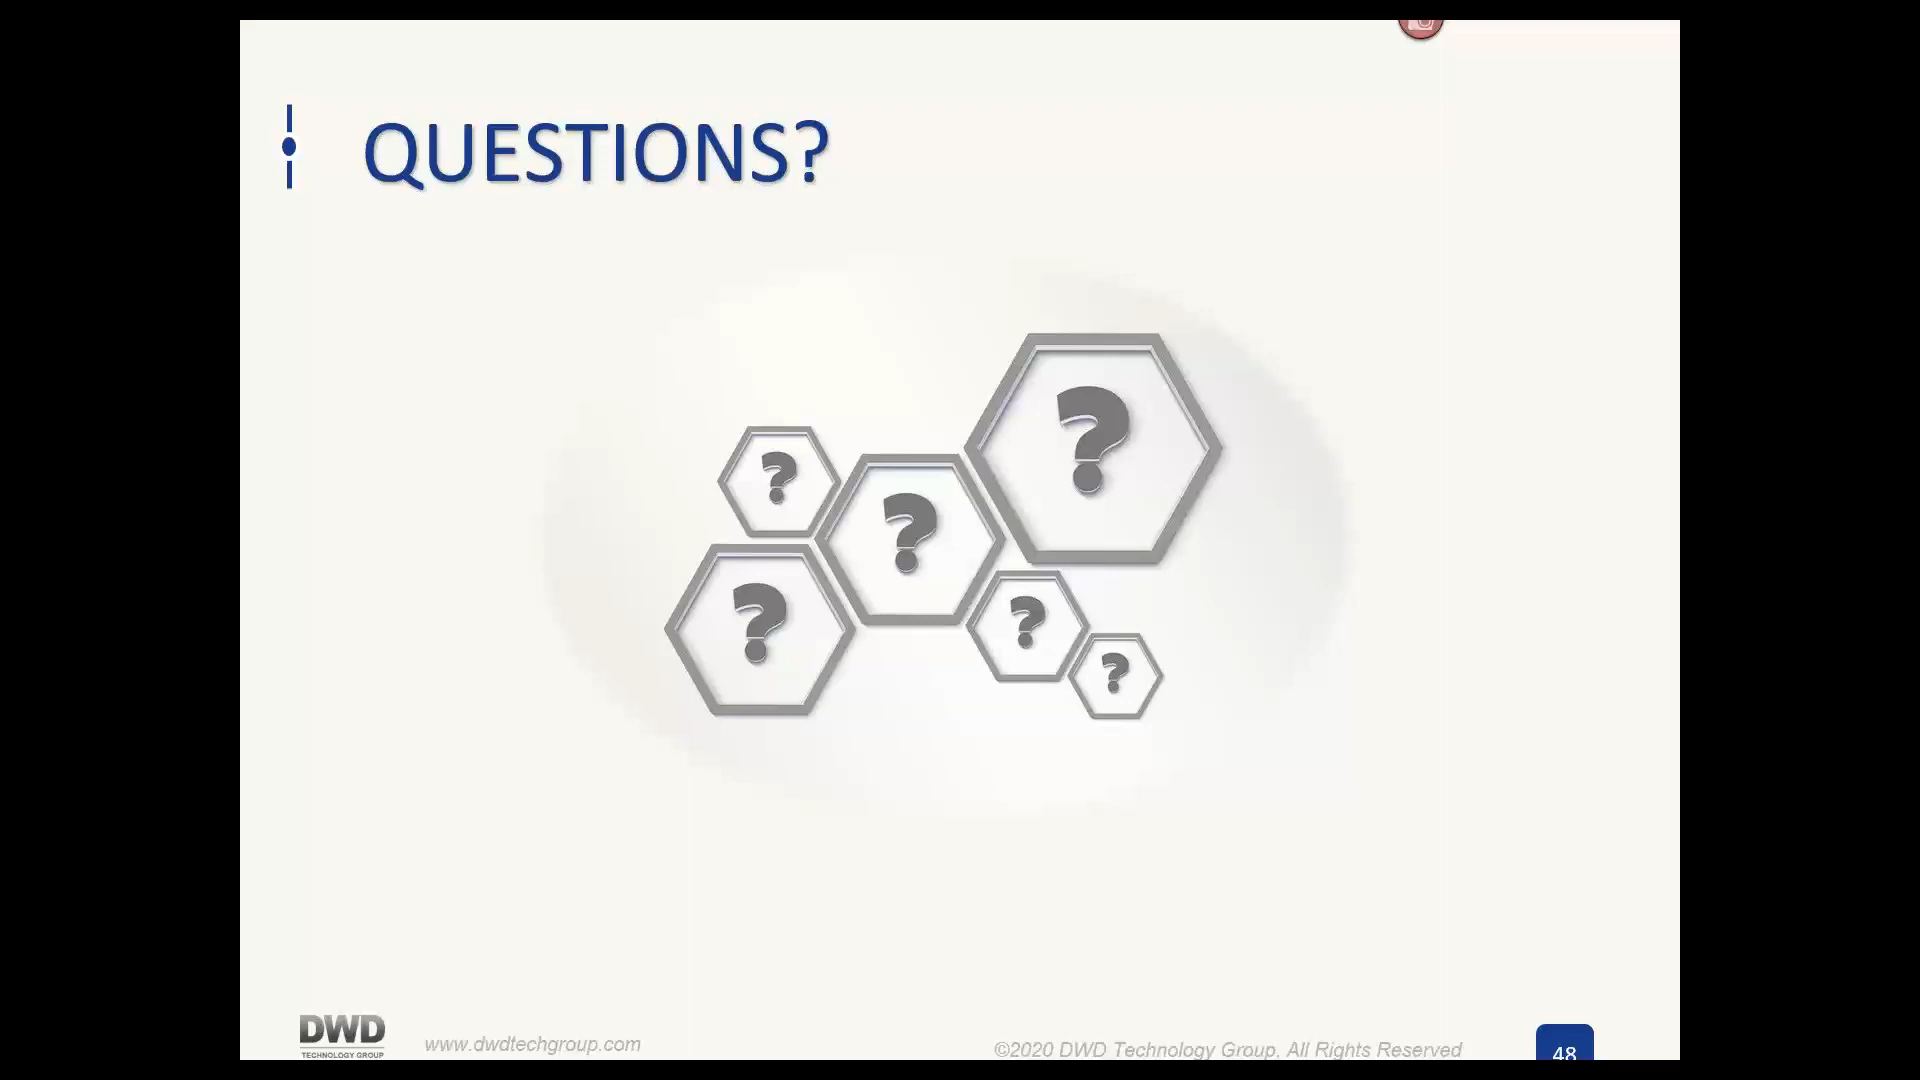 QUESTIONS?
?
?
?
?
?
?
DWD
TECHNOLOGY GROUP
www.dwdtechgroup.com
©2020 DWD Technology Group, All Rights Reserved
48